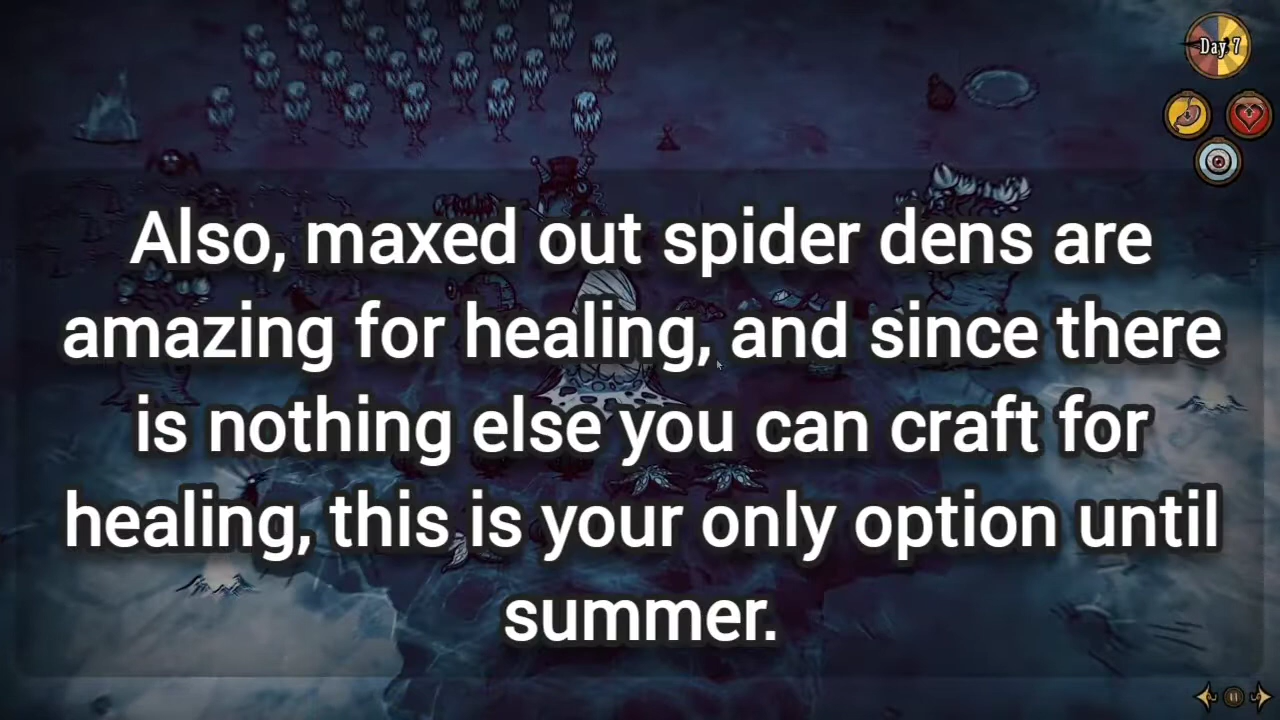 Day 7
Also, maxed out spider dens are
amazing for healing, and since there
is nothing else you can craft for
healing, this is your only option until
summer.